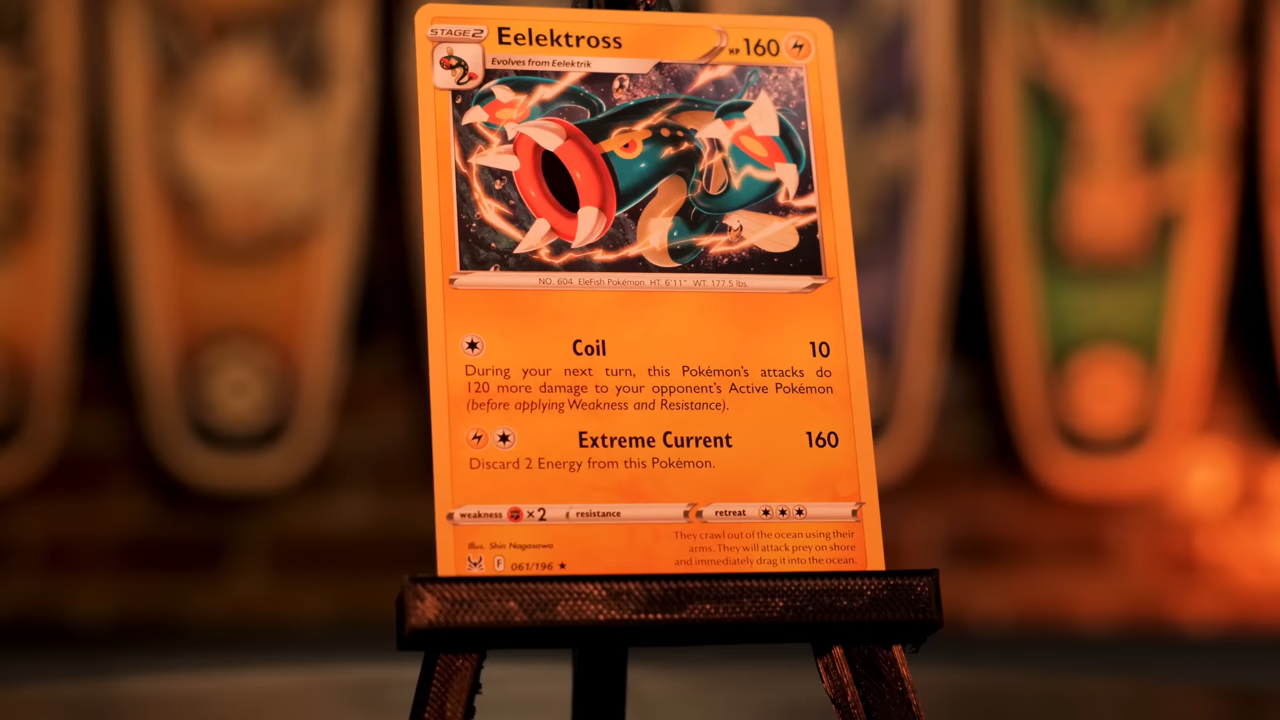 STAGE 2
Eelektross
HP 160
Evolves from Eelektrik
NO. 604 EleFish Pokémon HT. 6'11" WT. 177.5 lbs.
Coil 10
During your next turn, this Pokémon's attacks do
120 more damage to your opponent's Active Pokémon
(before applying Weakness and Resistance).
Extreme Current 160
Discard 2 Energy from this Pokémon.
weakness ×2 resistance retreat
Illus. Shin Nagasawa
F 061/196 ★
They crawl out of the ocean using their
arms. They will attack prey on shore
and immediately drag it into the ocean.